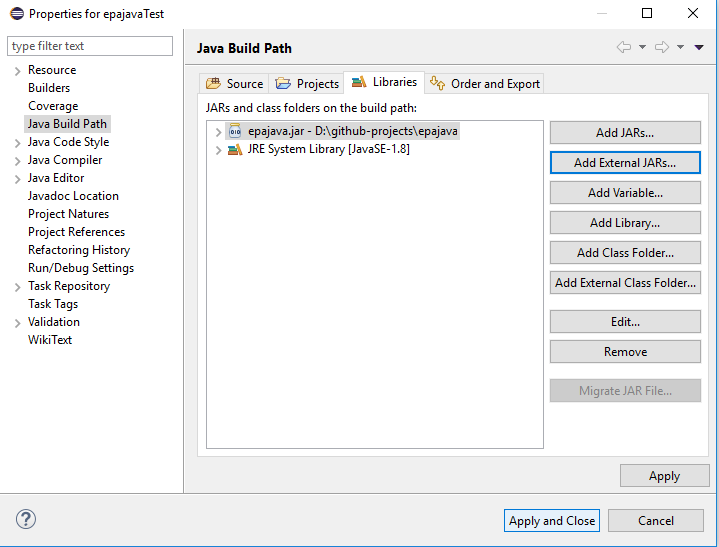 Properties for epajavaTest
type filter text
Resource
Builders
Coverage
Java Build Path
Java Code Style
Java Compiler
Java Editor
Javadoc Location
Project Natures
Project References
Refactoring History
Run/Debug Settings
Task Repository
Task Tags
Validation
WikiText
Java Build Path
Source Projects Libraries Order and Export
JARs and class folders on the build path:
epajava.jar - D:\github-projects\epajava
JRE System Library [JavaSE-1.8]
Add JARs...
Add External JARs...
Add Variable...
Add Library...
Add Class Folder...
Add External Class Folder...
Edit...
Remove
Migrate JAR File...
Apply
? Apply and Close Cancel